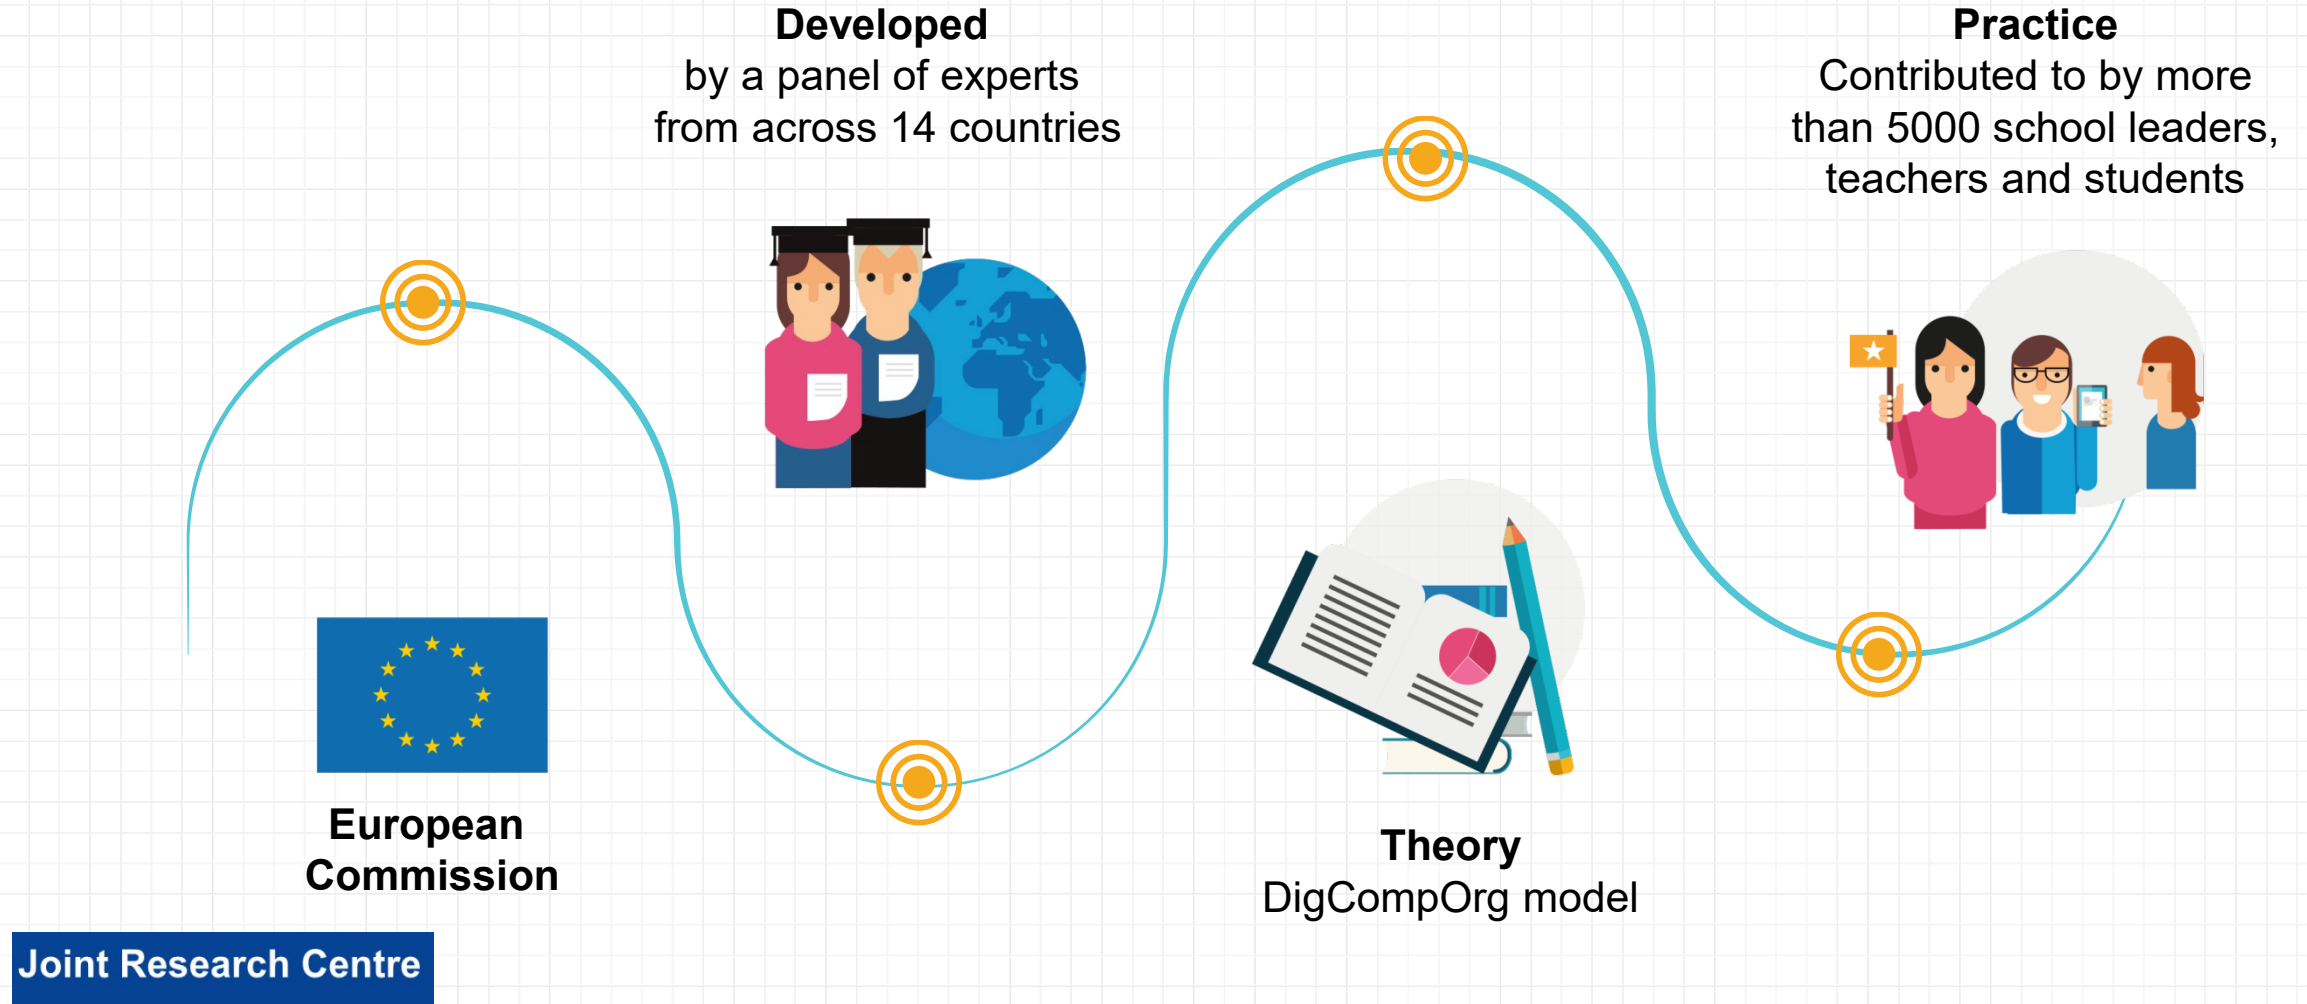 Developed
by a panel of experts
from across 14 countries
Practice
Contributed to by more
than 5000 school leaders,
teachers and students
European
Commission
Theory
DigCompOrg model
Joint Research Centre